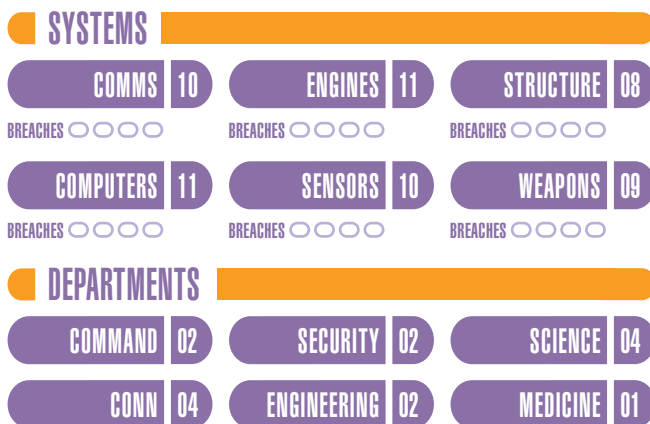 SYSTEMS
COMMS 10 ENGINES 11 STRUCTURE 08
BREACHES BREACHES BREACHES
COMPUTERS 11 SENSORS 10 WEAPONS 09
BREACHES BREACHES BREACHES
DEPARTMENTS
COMMAND 02 SECURITY 02 SCIENCE 04
CONN 04 ENGINEERING 02 MEDICINE 01